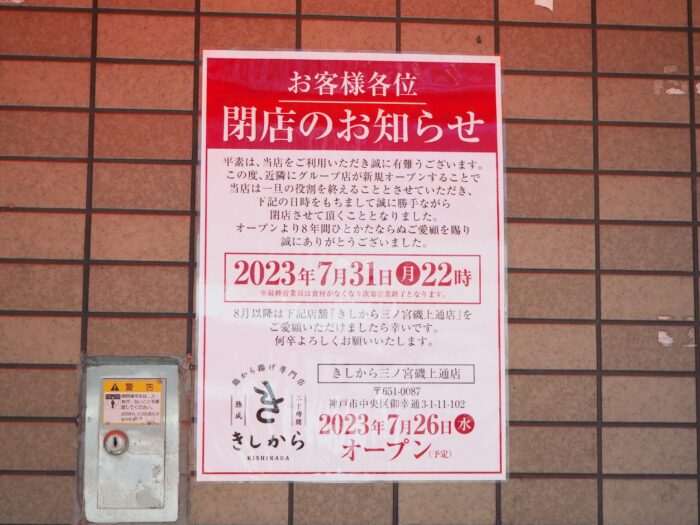 お客様各位
閉店のお知らせ
平素は、当店をご利用いただき誠に有難うございます。
この度、近隣にグループ店が新規オープンすることで
当店は一旦の役割を終えることとさせていただき、
下記の日時をもちまして誠に勝手ながら
閉店させて頂くこととなりました。
オープンより8年間ひとかたならぬご愛顧を賜り
誠にありがとうございました。
2023年7月31日月22時
※最終営業日は食材がなくなり次第営業終了となります。
8月以降は下記店舗「きしから三ノ宮磯上通店」を
ご愛顧いただけましたら幸いです。
何卒よろしくお願いいたします。
鶏から揚げ専門店
二十時間
熟成
き
きしから
KISHIKARA
きしから三ノ宮磯上通店
〒651-0087
神戸市中央区御幸通3-1-11-102
2023年7月26日水
オープン(予定)
警告